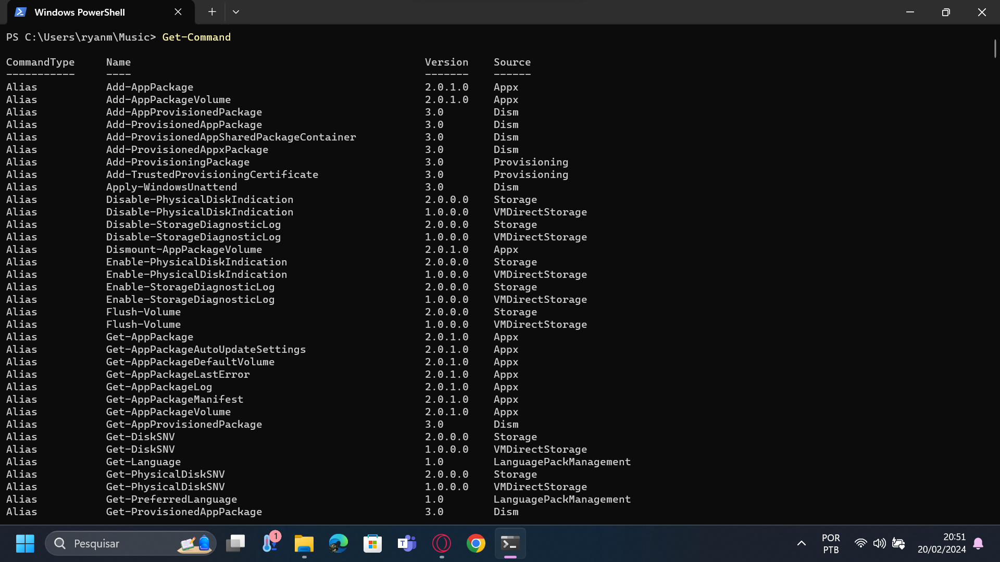 Windows PowerShell
PS C:\Users\ryanm\Music> Get-Command
CommandType Name Version Source
----------- ---- ------- ------
Alias Add-AppPackage 2.0.1.0 Appx
Alias Add-AppPackageVolume 2.0.1.0 Appx
Alias Add-AppProvisionedPackage 3.0 Dism
Alias Add-ProvisionedAppPackage 3.0 Dism
Alias Add-ProvisionedAppSharedPackageContainer 3.0 Dism
Alias Add-ProvisionedAppxPackage 3.0 Dism
Alias Add-ProvisioningPackage 3.0 Provisioning
Alias Add-TrustedProvisioningCertificate 3.0 Provisioning
Alias Apply-WindowsUnattend 3.0 Dism
Alias Disable-PhysicalDiskIndication 2.0.0.0 Storage
Alias Disable-PhysicalDiskIndication 1.0.0.0 VMDirectStorage
Alias Disable-StorageDiagnosticLog 2.0.0.0 Storage
Alias Disable-StorageDiagnosticLog 1.0.0.0 VMDirectStorage
Alias Dismount-AppPackageVolume 2.0.1.0 Appx
Alias Enable-PhysicalDiskIndication 2.0.0.0 Storage
Alias Enable-PhysicalDiskIndication 1.0.0.0 VMDirectStorage
Alias Enable-StorageDiagnosticLog 2.0.0.0 Storage
Alias Enable-StorageDiagnosticLog 1.0.0.0 VMDirectStorage
Alias Flush-Volume 2.0.0.0 Storage
Alias Flush-Volume 1.0.0.0 VMDirectStorage
Alias Get-AppPackage 2.0.1.0 Appx
Alias Get-AppPackageAutoUpdateSettings 2.0.1.0 Appx
Alias Get-AppPackageDefaultVolume 2.0.1.0 Appx
Alias Get-AppPackageLastError 2.0.1.0 Appx
Alias Get-AppPackageLog 2.0.1.0 Appx
Alias Get-AppPackageManifest 2.0.1.0 Appx
Alias Get-AppPackageVolume 2.0.1.0 Appx
Alias Get-AppProvisionedPackage 3.0 Dism
Alias Get-DiskSNV 2.0.0.0 Storage
Alias Get-DiskSNV 1.0.0.0 VMDirectStorage
Alias Get-Language 1.0 LanguagePackManagement
Alias Get-PhysicalDiskSNV 2.0.0.0 Storage
Alias Get-PhysicalDiskSNV 1.0.0.0 VMDirectStorage
Alias Get-PreferredLanguage 1.0 LanguagePackManagement
Alias Get-ProvisionedAppPackage 3.0 Dism
Pesquisar
1
T
POR
PTB
20:51
20/02/2024